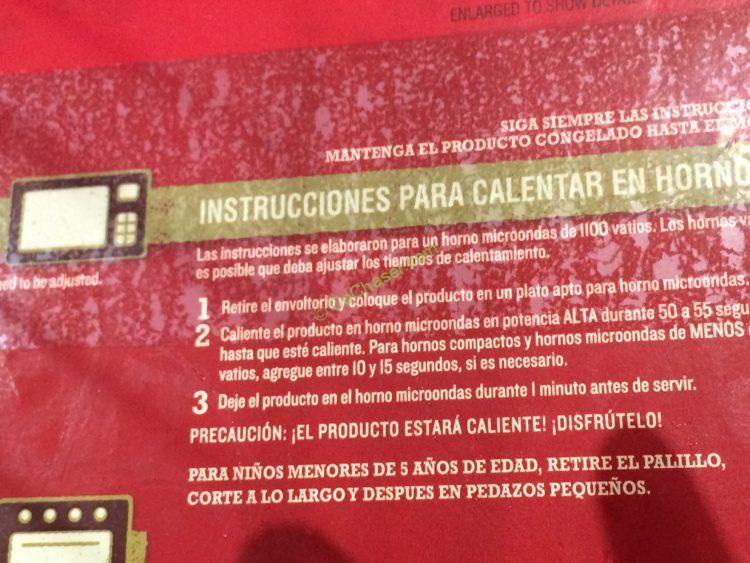 ENLARGED TO SHOW
SIGA SIEMPRE LAS
MANTENGA EL PRODUCTO CONGELADO HASTA
INSTRUCCIONES PARA CALENTAR EN HORNO
Las instrucciones se elaboraron para un horno microondas de 1100 vatios. Los hornos
es posible que deba ajustar los tiempos de calentamiento.
to be adjusted.
1 Retire el envoltorio y coloque el producto en un plato apto para horno microondas.
2 Caliente el producto en horno microondas en potencia ALTA durante 50 a 55
hasta que esté caliente. Para hornos compactos y hornos microondas de MENOS
vatios, agregue entre 10 y 15 segundos, si es necesario.
3 Deje el producto en el horno microondas durante 1 minuto antes de servir.
PRECAUCIÓN: ¡EL PRODUCTO ESTARÁ CALIENTE! ¡DISFRÚTELO!
PARA NIÑOS MENORES DE 5 AÑOS DE EDAD, RETIRE EL PALILLO,
CORTE A LO LARGO Y DESPUES EN PEDAZOS PEQUEÑOS.